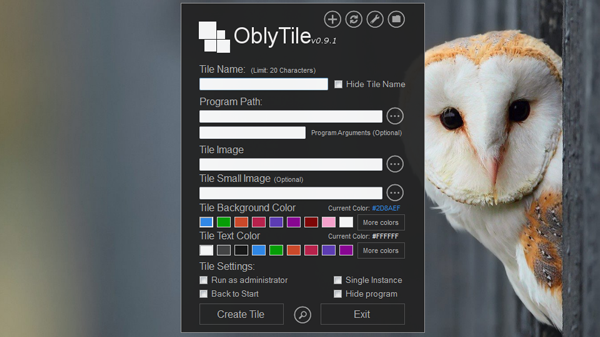 OblyTile v0.9.1
Tile Name: (Limit: 20 Characters)
Hide Tile Name
Program Path:
Program Arguments (Optional)
Tile Image
Tile Small Image (Optional)
Tile Background Color Current Color: #2D8AEF
More colors
Tile Text Color Current Color: #FFFFFF
More colors
Tile Settings:
Run as administrator Single Instance
Back to Start Hide program
Create Tile Exit